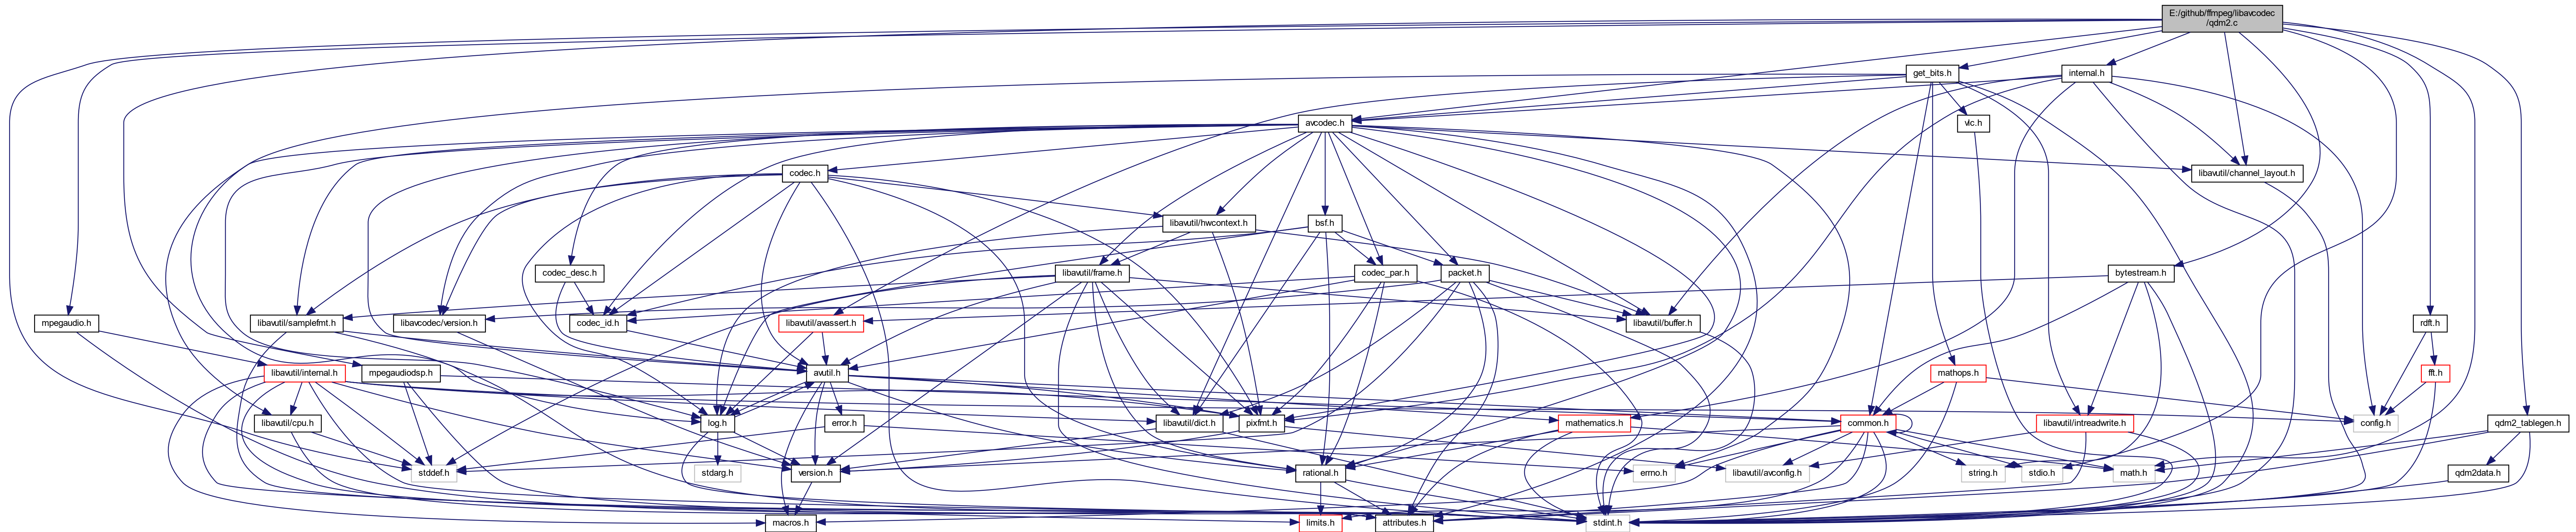 E:/github/ffmpeg/libavcodec
/qdm2.c
get_bits.h
internal.h
avcodec.h
vlc.h
codec.h
libavutil/channel_layout.h
libavutil/hwcontext.h
bsf.h
codec_desc.h
libavutil/frame.h
codec_par.h
packet.h
bytestream.h
mpegaudio.h
libavutil/samplefmt.h
libavcodec/version.h
codec_id.h
libavutil/avassert.h
libavutil/buffer.h
rdft.h
libavutil/internal.h
mpegaudiodsp.h
avutil.h
mathops.h
fft.h
libavutil/cpu.h
log.h
error.h
libavutil/dict.h
pixfmt.h
mathematics.h
common.h
libavutil/intreadwrite.h
config.h
qdm2_tablegen.h
stddef.h
stdarg.h
version.h
rational.h
errno.h
libavutil/avconfig.h
string.h
stdio.h
math.h
qdm2data.h
macros.h
limits.h
attributes.h
stdint.h